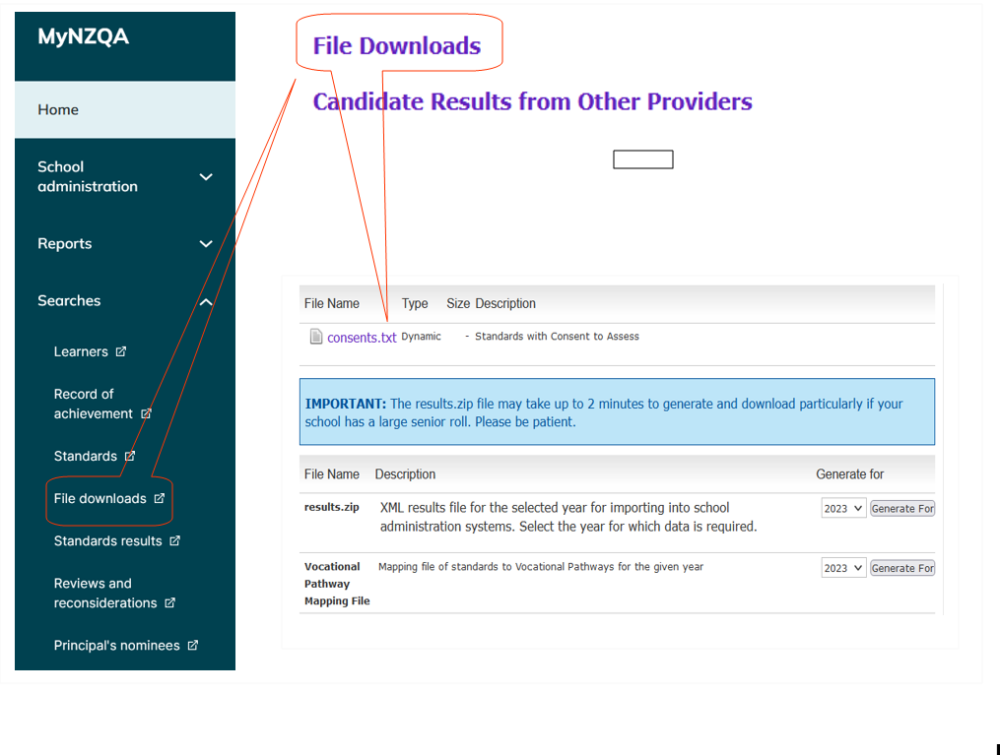 MyNZQA
Home
School
administration
Reports
Searches
Learners
Record of
achievement
Standards
File downloads
Standards results
Reviews and
reconsiderations
Principal's nominees
File Downloads
Candidate Results from Other Providers
File Name Type Size Description
consents.txt Dynamic - Standards with Consent to Assess
IMPORTANT: The results.zip file may take up to 2 minutes to generate and download particularly if your
school has a large senior roll. Please be patient.
File Name Description Generate for
results.zip XML results file for the selected year for importing into school 2023 Generate For
administration systems. Select the year for which data is required.
Vocational Mapping file of standards to Vocational Pathways for the given year 2023 Generate For
Pathway
Mapping File